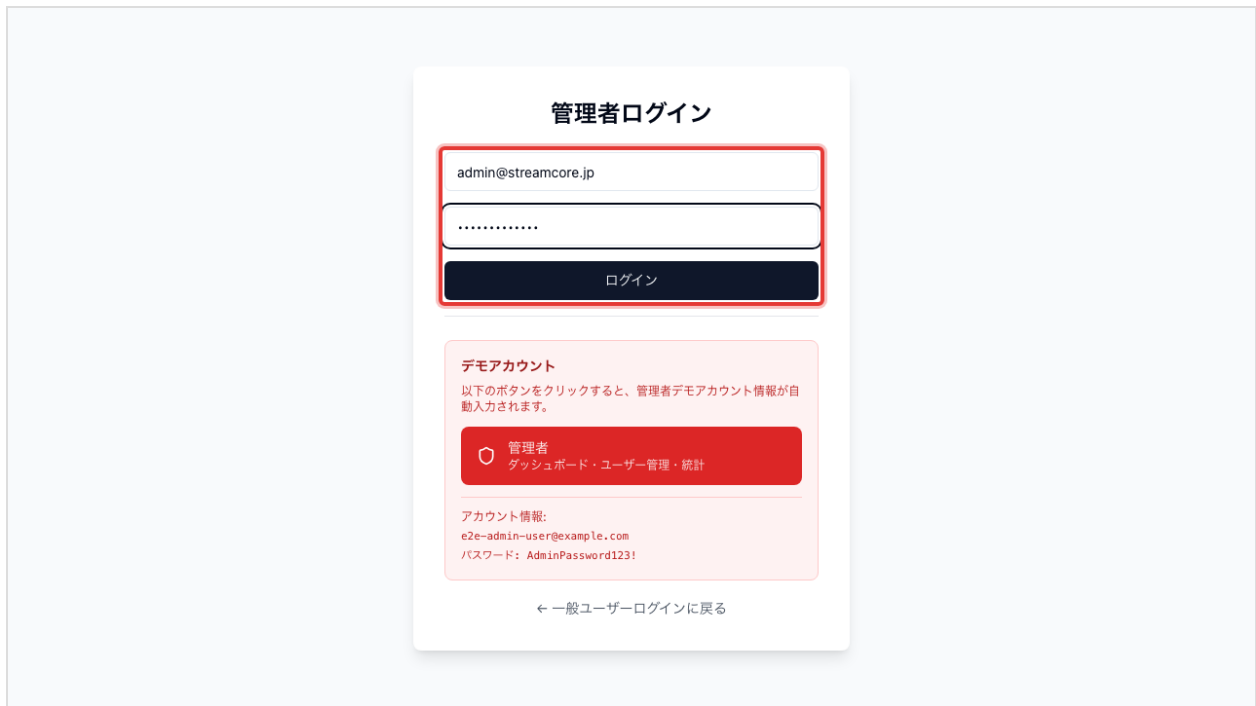 管理者ログイン
admin@streamcore.jp
•••••••••••••
ログイン
デモアカウント
以下のボタンをクリックすると、管理者デモアカウント情報が自
動入力されます。
管理者
ダッシュボード・ユーザー管理・統計
アカウント情報:
e2e-admin-user@example.com
パスワード: AdminPassword123!
← 一般ユーザーログインに戻る